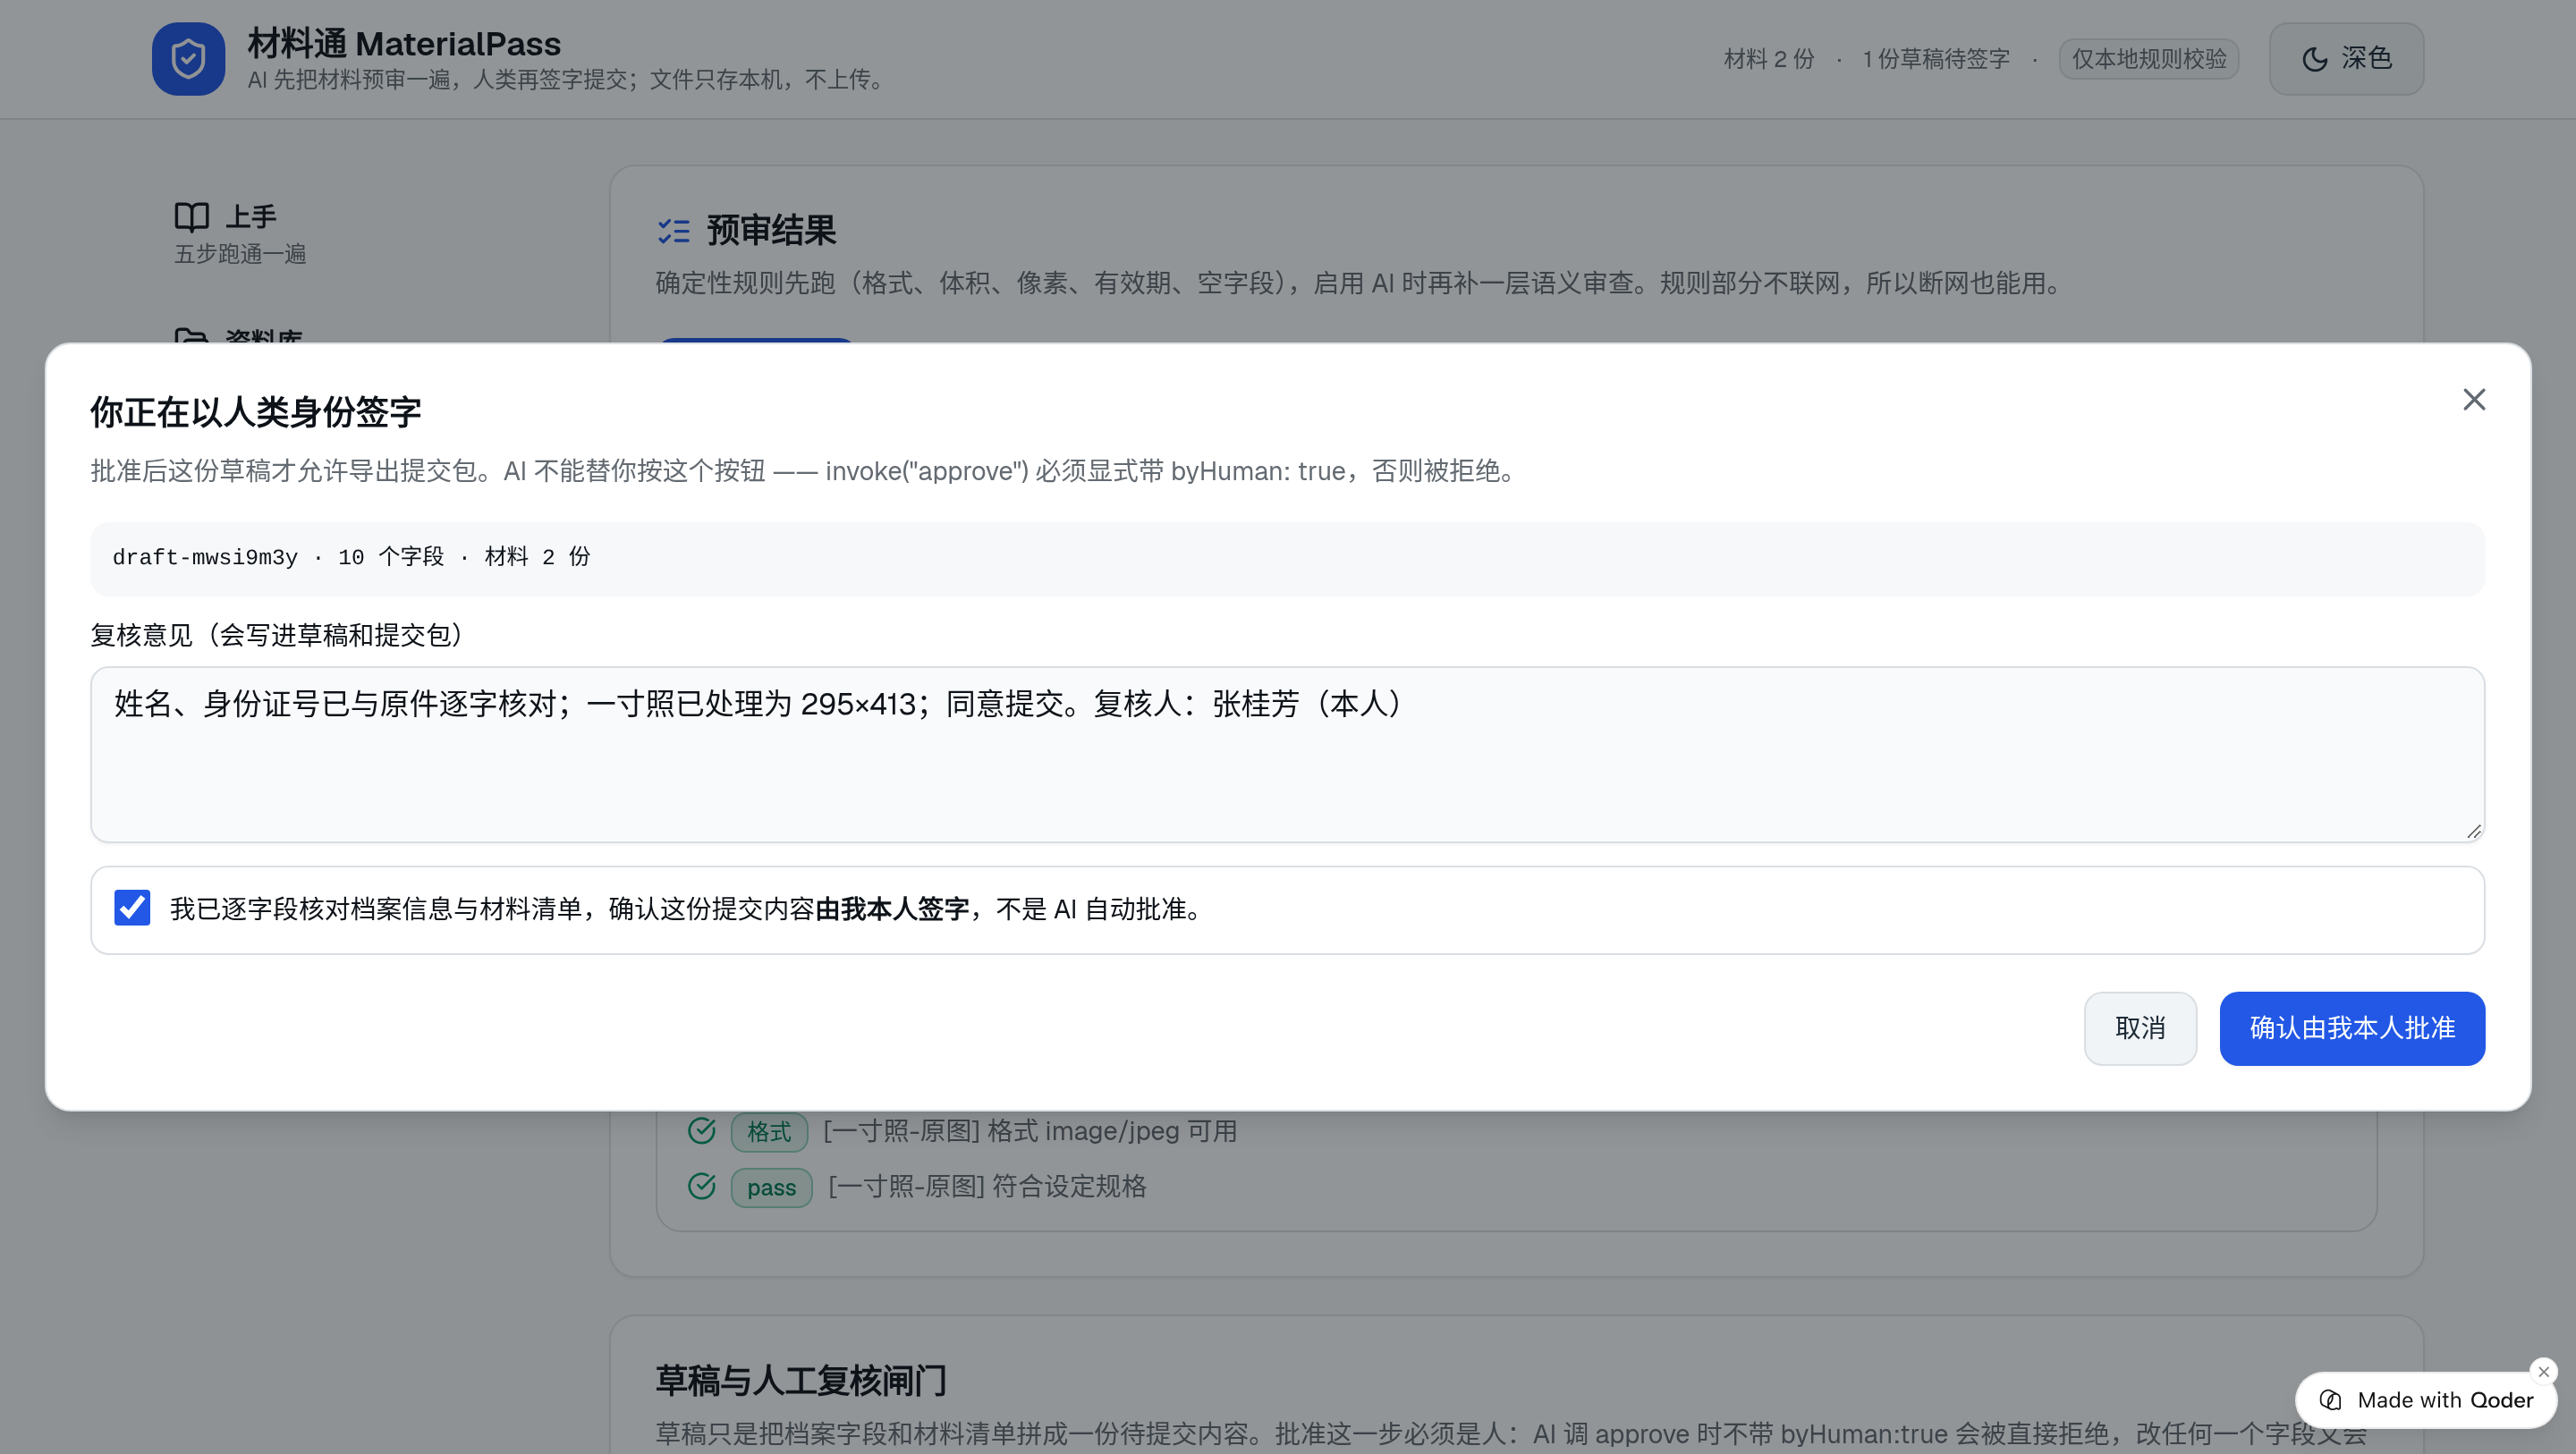 材料通 MaterialPass
AI 先把材料预审一遍，人类再签字提交；文件只存本机，不上传。
材料 2 份 · 1 份草稿待签字 · 仅本地规则校验
深色
上手
五步跑通一遍
资料库
预审结果
确定性规则先跑（格式、体积、像素、有效期、空字段），启用 AI 时再补一层语义审查。规则部分不联网，所以断网也能用。
你正在以人类身份签字
批准后这份草稿才允许导出提交包。AI 不能替你按这个按钮 —— invoke("approve") 必须显式带 byHuman: true，否则被拒绝。
draft-mwsi9m3y · 10 个字段 · 材料 2 份
复核意见（会写进草稿和提交包）
姓名、身份证号已与原件逐字核对；一寸照已处理为 295×413；同意提交。复核人：张桂芳（本人）
我已逐字段核对档案信息与材料清单，确认这份提交内容由我本人签字，不是 AI 自动批准。
取消
确认由我本人批准
格式 [一寸照-原图] 格式 image/jpeg 可用
pass [一寸照-原图] 符合设定规格
草稿与人工复核闸门
草稿只是把档案字段和材料清单拼成一份待提交内容。批准这一步必须是人：AI 调 approve 时不带 byHuman:true 会被直接拒绝，改任何一个字段又会
Made with Qoder